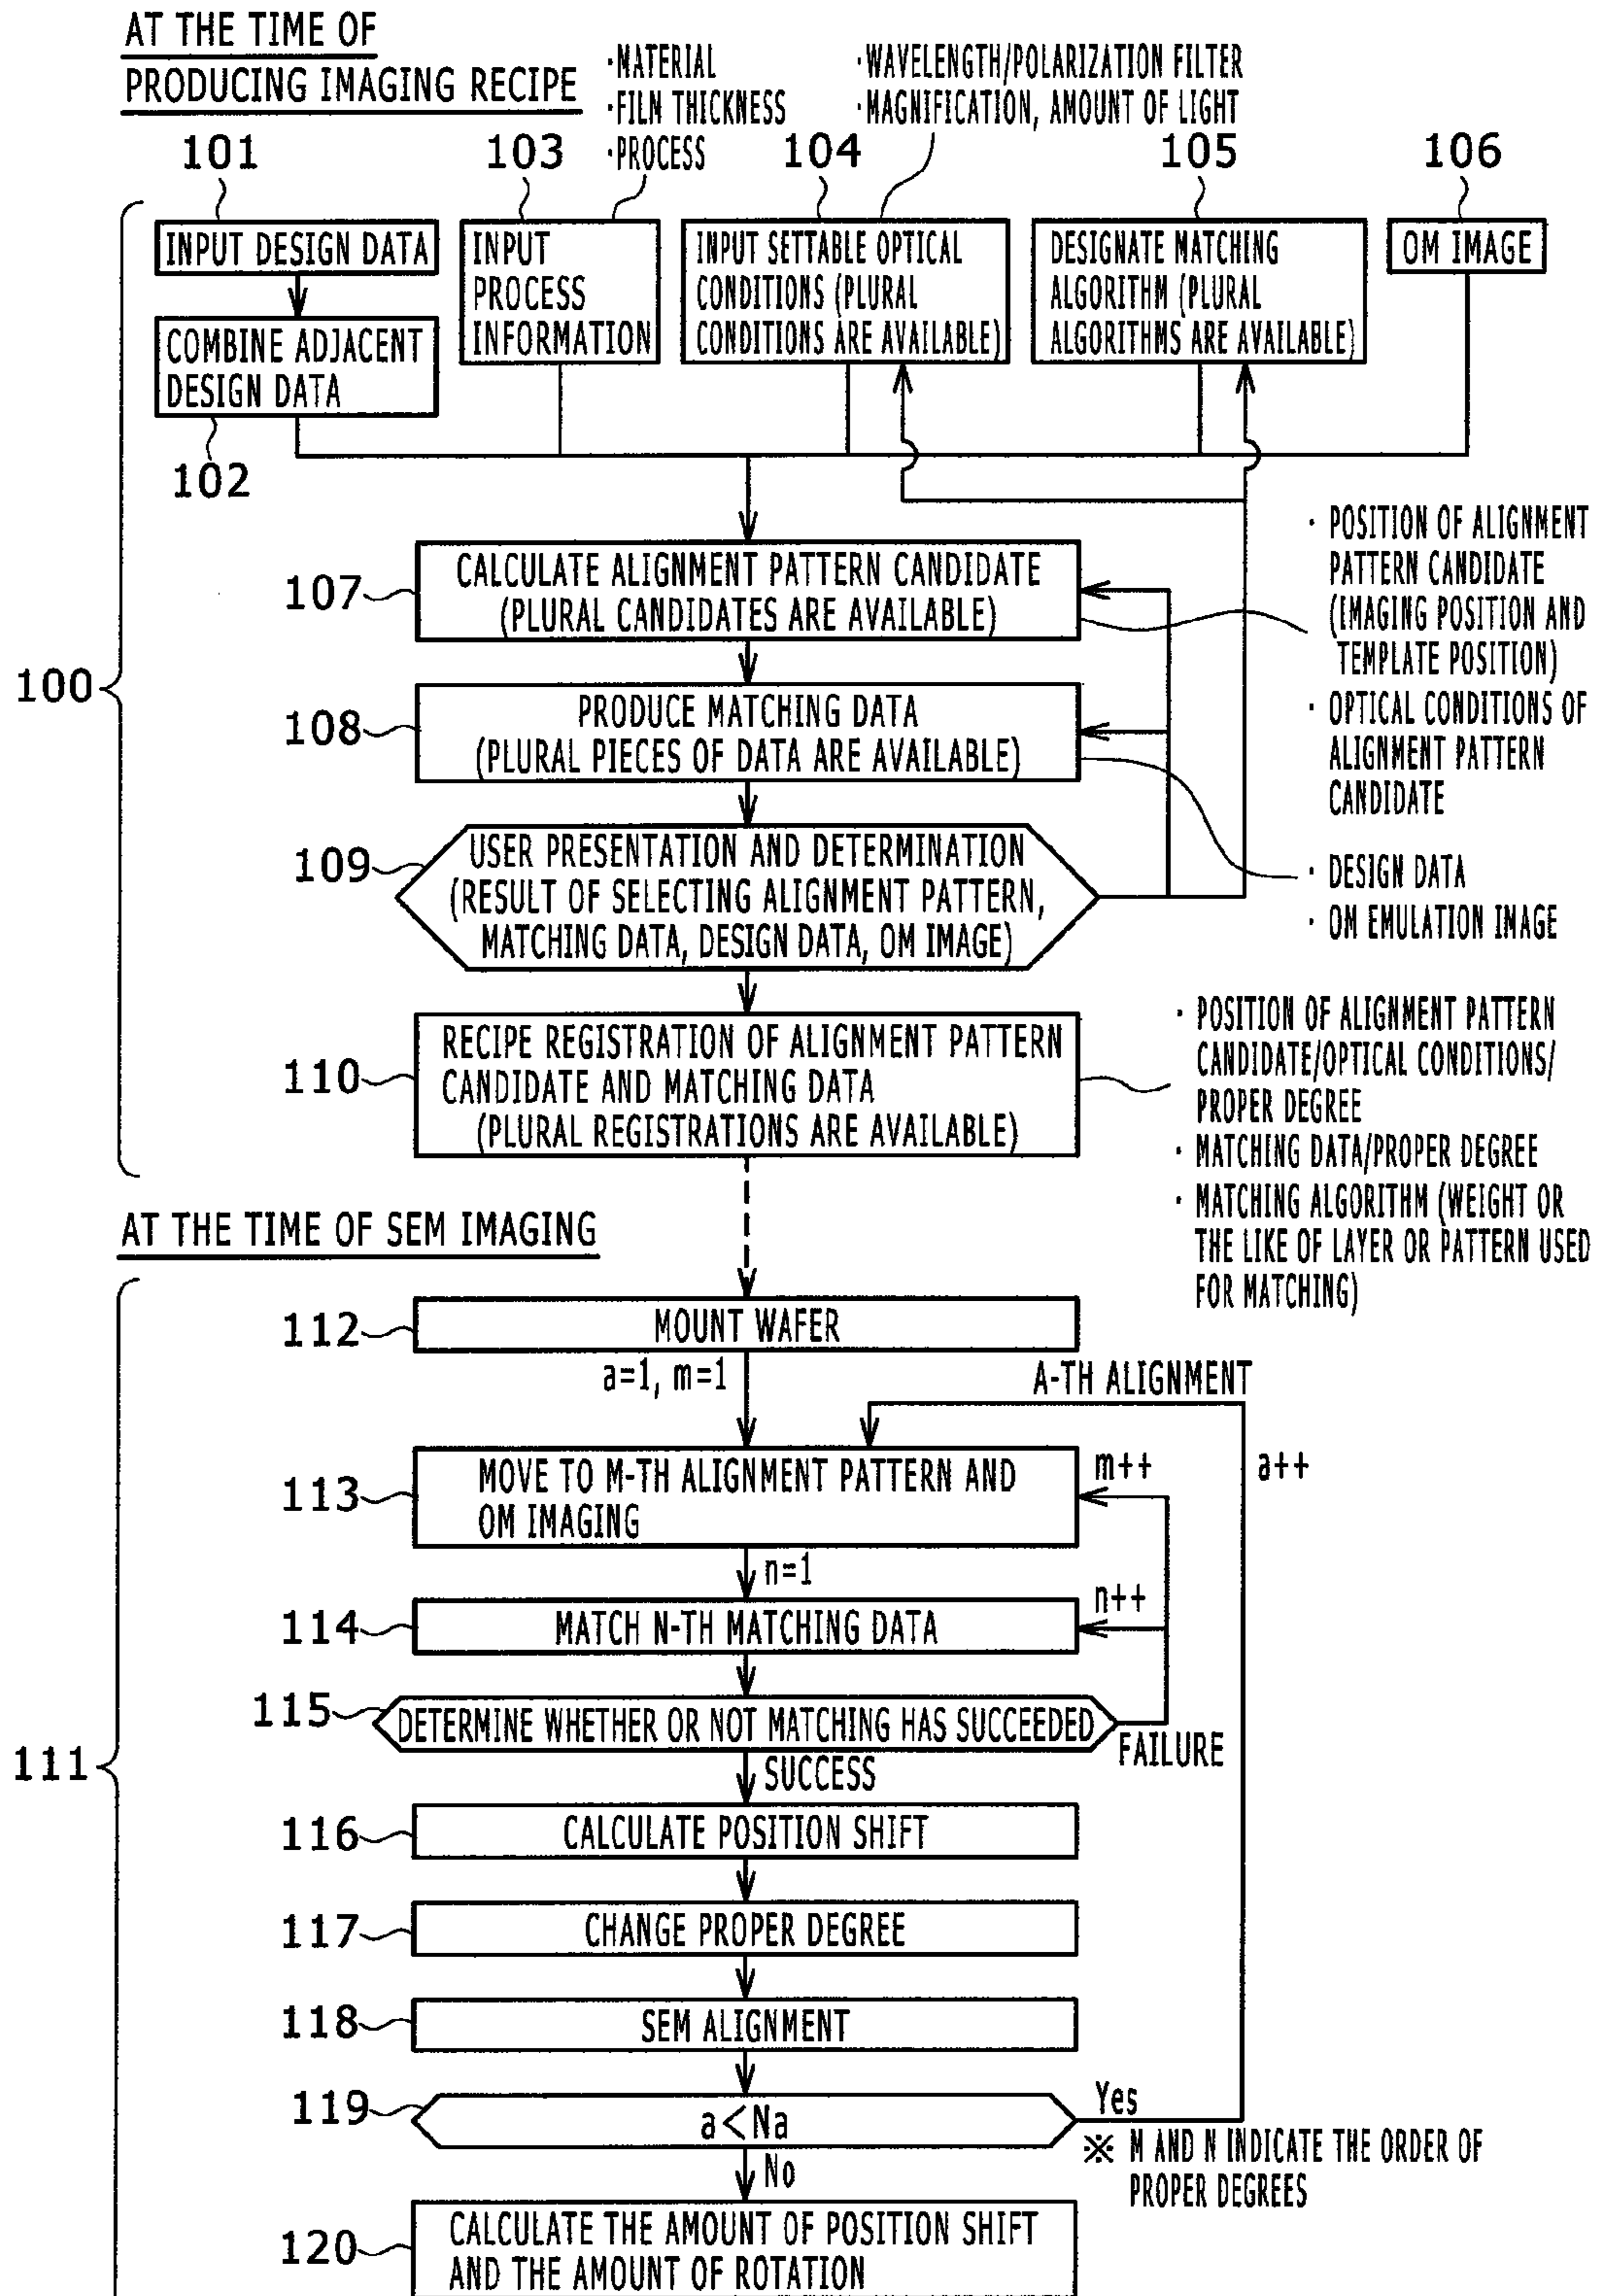 AT THE TIME OF
PRODUCING IMAGING RECIPE
·MATERIAL
·FILM THICKNESS
·PROCESS
·WAVELENGTH/POLARIZATION FILTER
·MAGNIFICATION, AMOUNT OF LIGHT
101
103
104
105
106
INPUT DESIGN DATA
INPUT
PROCESS
INFORMATION
INPUT SETTABLE OPTICAL
CONDITIONS (PLURAL
CONDITIONS ARE AVAILABLE)
DESIGNATE MATCHING
ALGORITHM (PLURAL
ALGORITHMS ARE AVAILABLE)
OM IMAGE
COMBINE ADJACENT
DESIGN DATA
102
100
107
CALCULATE ALIGNMENT PATTERN CANDIDATE
(PLURAL CANDIDATES ARE AVAILABLE)
· POSITION OF ALIGNMENT
PATTERN CANDIDATE
(IMAGING POSITION AND
TEMPLATE POSITION)
· OPTICAL CONDITIONS OF
ALIGNMENT PATTERN
CANDIDATE
108
PRODUCE MATCHING DATA
(PLURAL PIECES OF DATA ARE AVAILABLE)
· DESIGN DATA
· OM EMULATION IMAGE
109
USER PRESENTATION AND DETERMINATION
(RESULT OF SELECTING ALIGNMENT PATTERN,
MATCHING DATA, DESIGN DATA, OM IMAGE)
110
RECIPE REGISTRATION OF ALIGNMENT PATTERN
CANDIDATE AND MATCHING DATA
(PLURAL REGISTRATIONS ARE AVAILABLE)
· POSITION OF ALIGNMENT PATTERN
CANDIDATE/OPTICAL CONDITIONS/
PROPER DEGREE
· MATCHING DATA/PROPER DEGREE
· MATCHING ALGORITHM (WEIGHT OR
THE LIKE OF LAYER OR PATTERN USED
FOR MATCHING)
AT THE TIME OF SEM IMAGING
111
112
MOUNT WAFER
a=1, m=1
A-TH ALIGNMENT
113
MOVE TO M-TH ALIGNMENT PATTERN AND
OM IMAGING
m++
a++
n=1
n++
114
MATCH N-TH MATCHING DATA
115
DETERMINE WHETHER OR NOT MATCHING HAS SUCCEEDED
FAILURE
SUCCESS
116
CALCULATE POSITION SHIFT
117
CHANGE PROPER DEGREE
118
SEM ALIGNMENT
119
a<Na
Yes
No
※ M AND N INDICATE THE ORDER OF
PROPER DEGREES
120
CALCULATE THE AMOUNT OF POSITION SHIFT
AND THE AMOUNT OF ROTATION